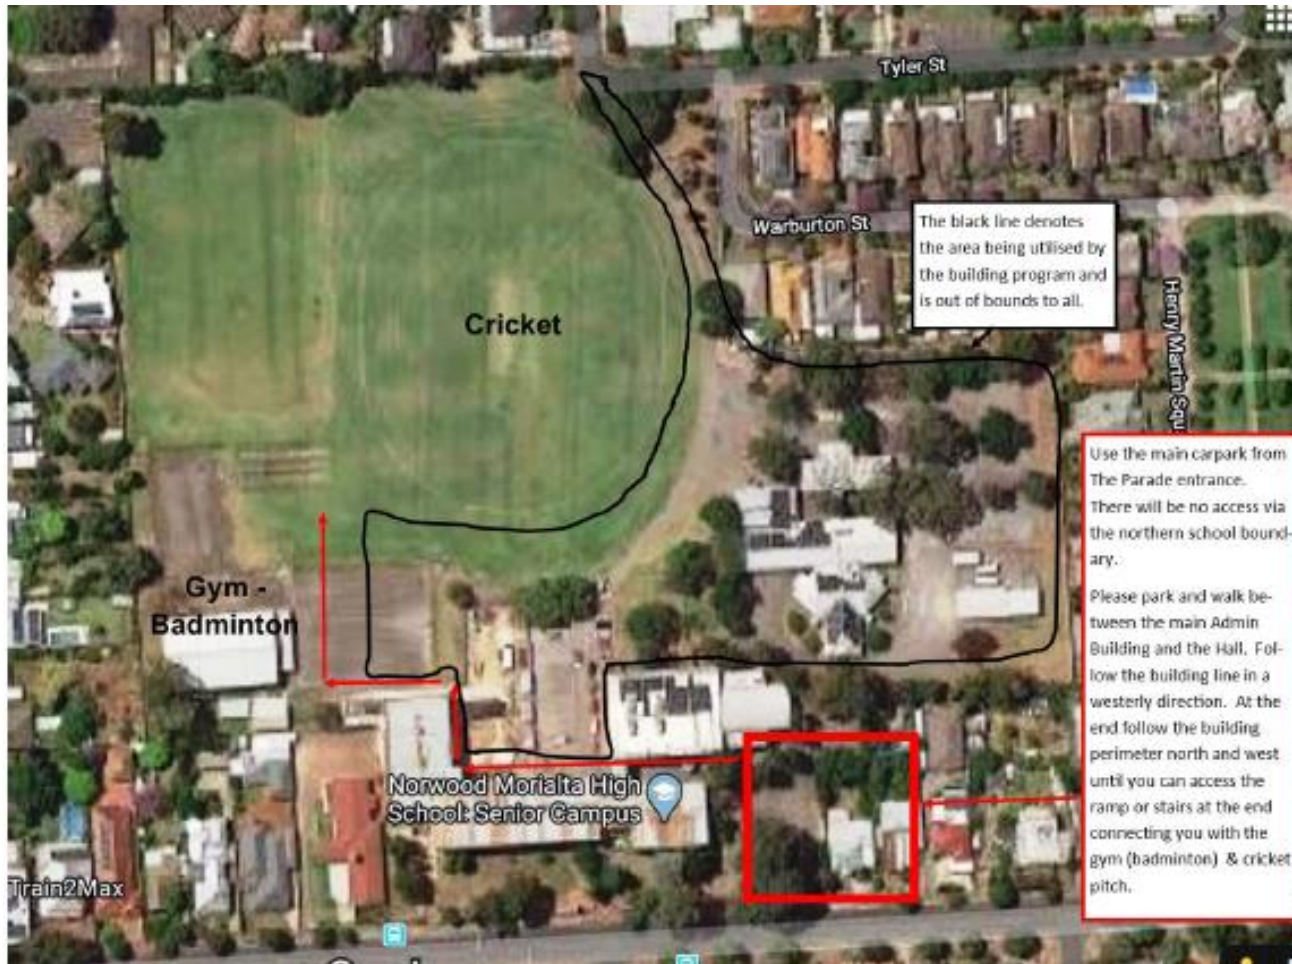 Tyler St
Warburton St
The black line denotes
the area being utilised by
the building program and
is out of bounds to all.
Henry Martin Squ
Cricket
Use the main carpark from
The Parade entrance.
There will be no access via
the northern school bound-
ary.
Please park and walk be-
tween the main Admin
Building and the Hall. Fol-
low the building line in a
westerly direction. At the
end follow the building
perimeter north and west
until you can access the
ramp or stairs at the end
connecting you with the
gym (badminton) & cricket
pitch.
Gym -
Badminton
Norwood Morialta High
School: Senior Campus
Train2Max